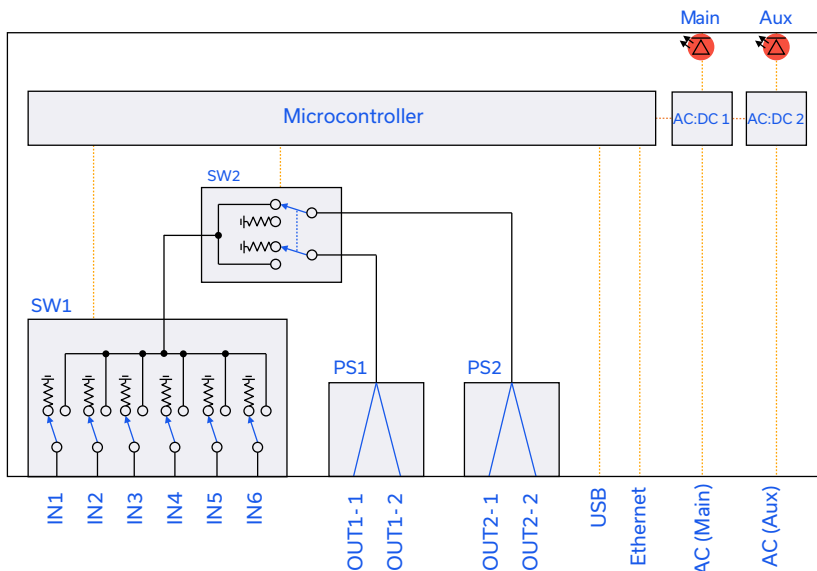 Main Aux
Microcontroller
AC:DC 1
AC:DC 2
SW2
SW1
PS1
PS2
IN1
IN2
IN3
IN4
IN5
IN6
OUT1- 1
OUT1- 2
OUT2- 1
OUT2- 2
USB
Ethernet
AC (Main)
AC (Aux)